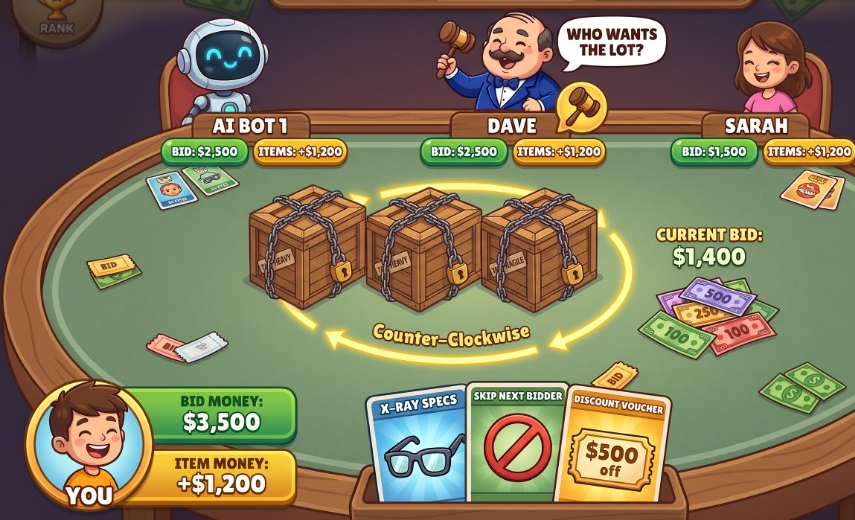 RANK
WHO WANTS
THE LOT?
AI BOT 1
DAVE
SARAH
BID: $2,500
ITEMS: +$1,200
BID: $2,500
ITEMS: +$1,200
BID: $1,500
ITEMS: +$1,200
HEAVY
HEAVY
FRAGILE
CURRENT BID:
$1,400
500
250
100
100
BID
Counter-Clockwise
BID
BID MONEY:
$3,500
ITEM MONEY:
+$1,200
YOU
X-RAY SPECS
SKIP NEXT BIDDER
DISCOUNT VOUCHER
$500
off